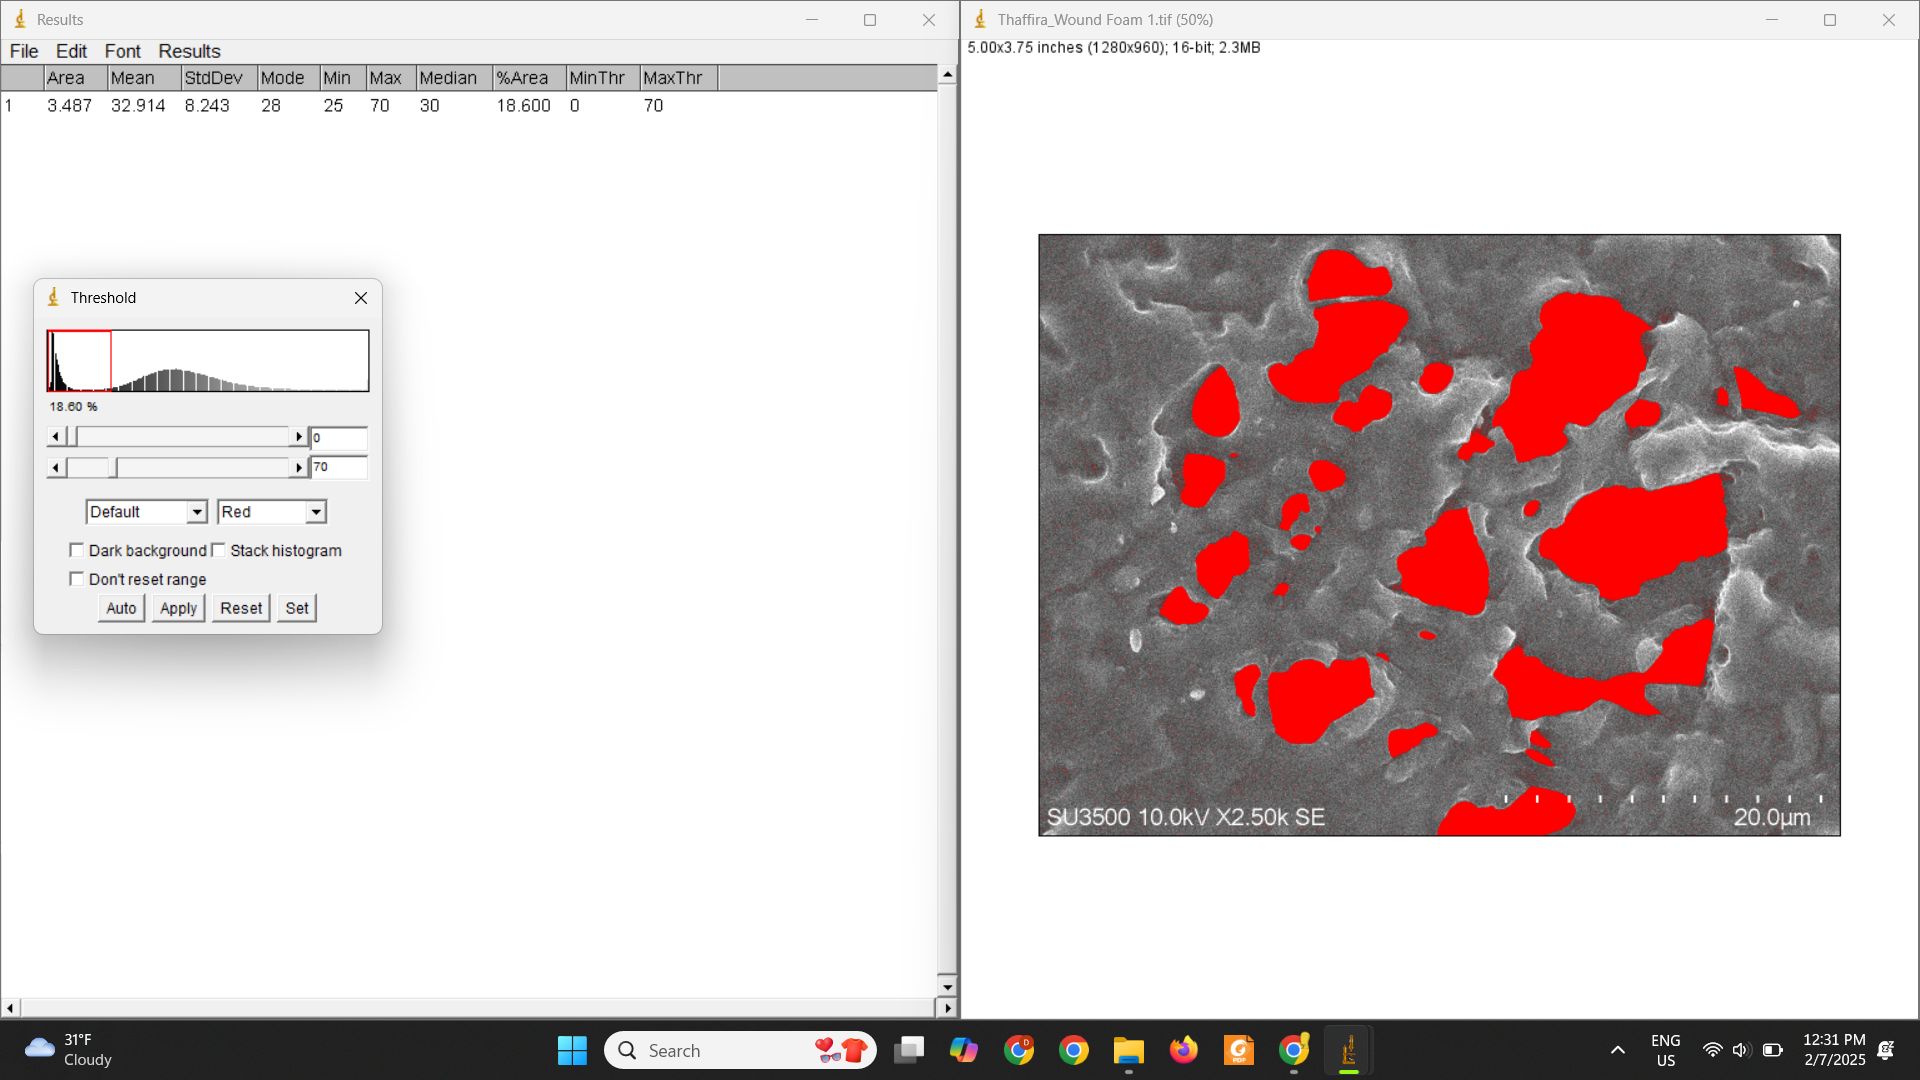 Results
File Edit Font Results
Area Mean StdDev Mode Min Max Median %Area MinThr MaxThr
1 3.487 32.914 8.243 28 25 70 30 18.600 0 70
Threshold
18.60 %
0
70
Default Red
Dark background Stack histogram
Don't reset range
Auto Apply Reset Set
Thaffira_Wound Foam 1.tif (50%)
5.00x3.75 inches (1280x960); 16-bit; 2.3MB
SU3500 10.0kV X2.50k SE 20.0µm
31°F
Cloudy
Search
D
PDF
ENG
US
12:31 PM
2/7/2025